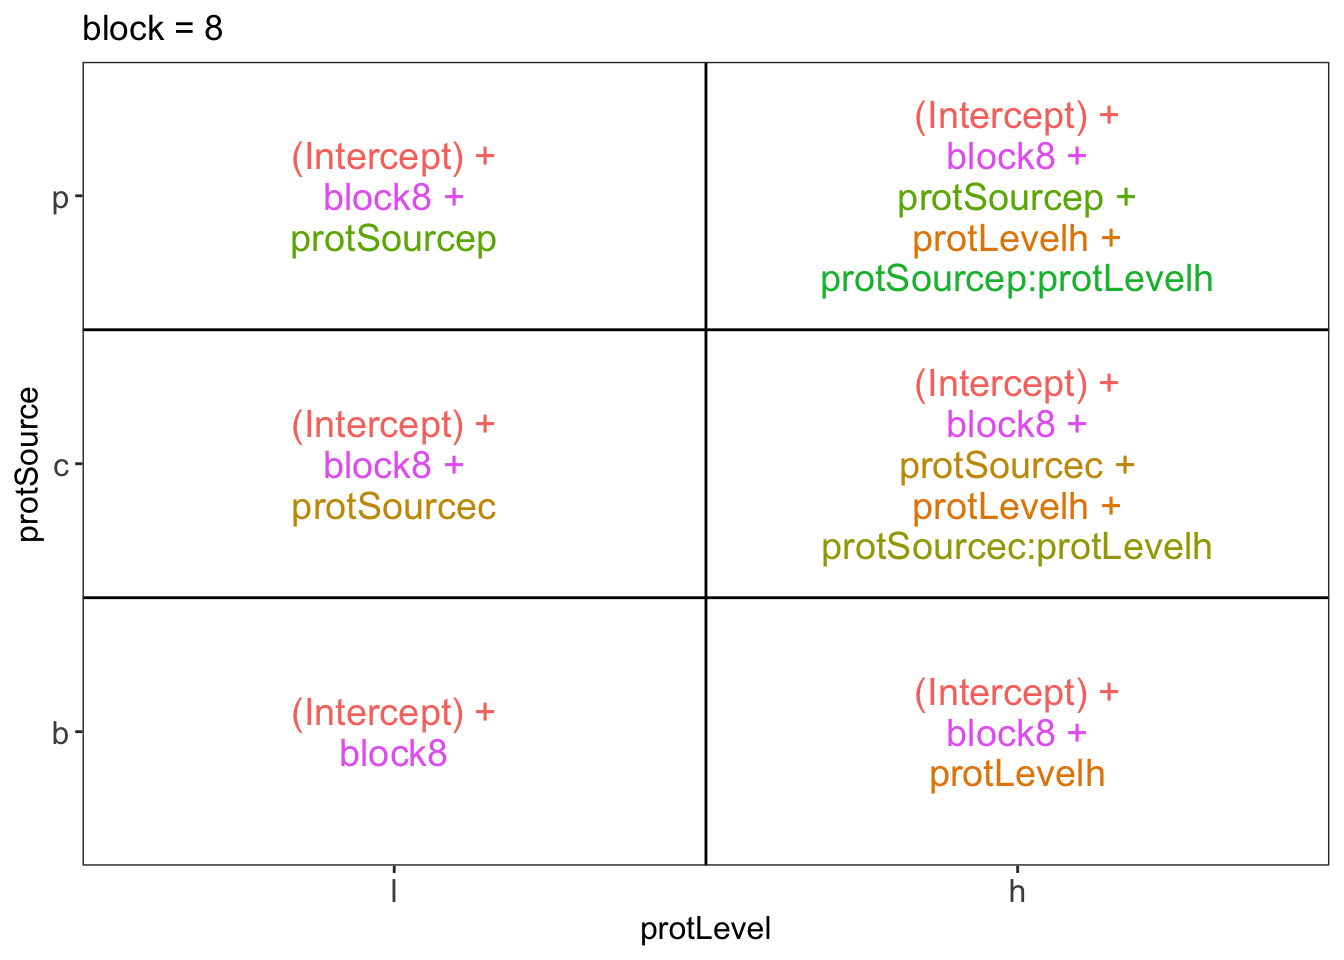 block = 8
(Intercept) +
block8 +
protSourcep
(Intercept) +
block8 +
protSourcep +
protLevelh +
protSourcep:protLevelh
p
(Intercept) +
block8 +
protSourcec
(Intercept) +
block8 +
protSourcec +
protLevelh +
protSourcec:protLevelh
c
protSource
(Intercept) +
block8
(Intercept) +
block8 +
protLevelh
b
l
h
protLevel